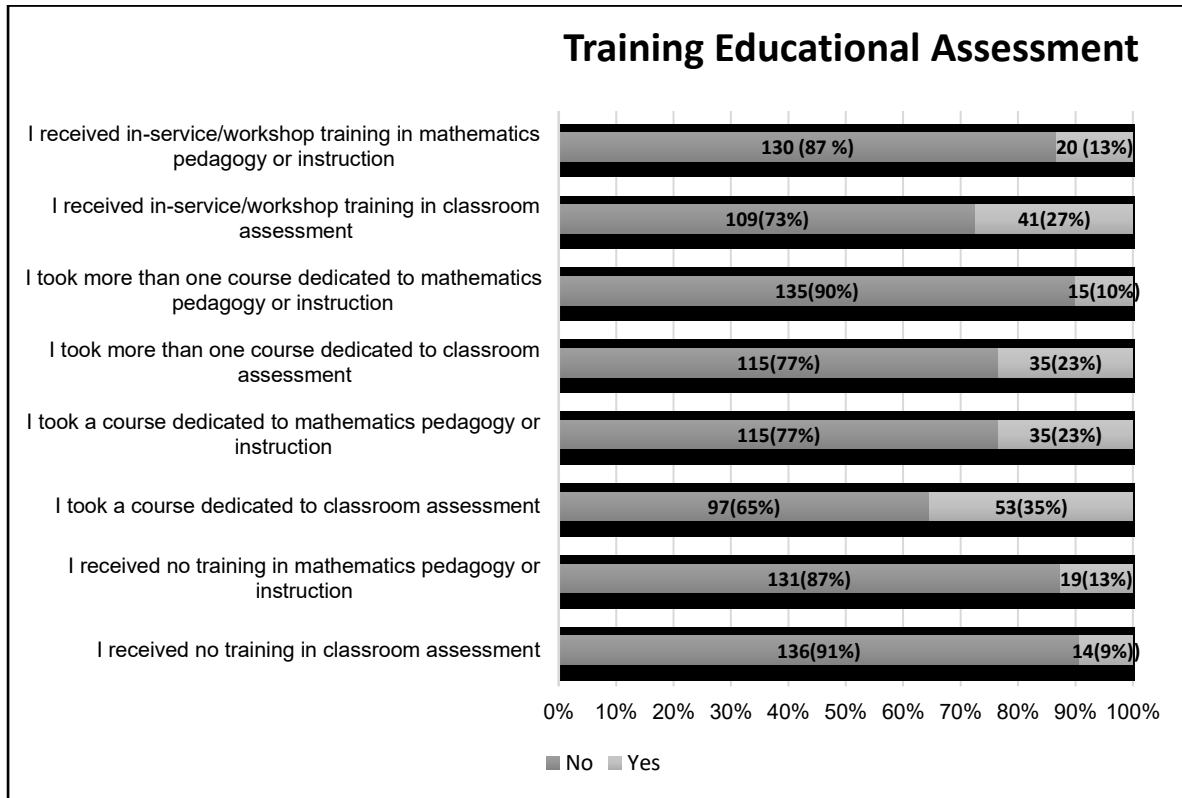 Training Educational Assessment
I received in-service/workshop training in mathematics
pedagogy or instruction
130 (87 %)
20 (13%)
I received in-service/workshop training in classroom
assessment
109(73%)
41(27%)
I took more than one course dedicated to mathematics
pedagogy or instruction
135(90%)
15(10%)
I took more than one course dedicated to classroom
assessment
115(77%)
35(23%)
I took a course dedicated to mathematics pedagogy or
instruction
115(77%)
35(23%)
I took a course dedicated to classroom assessment
97(65%)
53(35%)
I received no training in mathematics pedagogy or
instruction
131(87%)
19(13%)
I received no training in classroom assessment
136(91%)
14(9%))
0% 10% 20% 30% 40% 50% 60% 70% 80% 90% 100%
No Yes